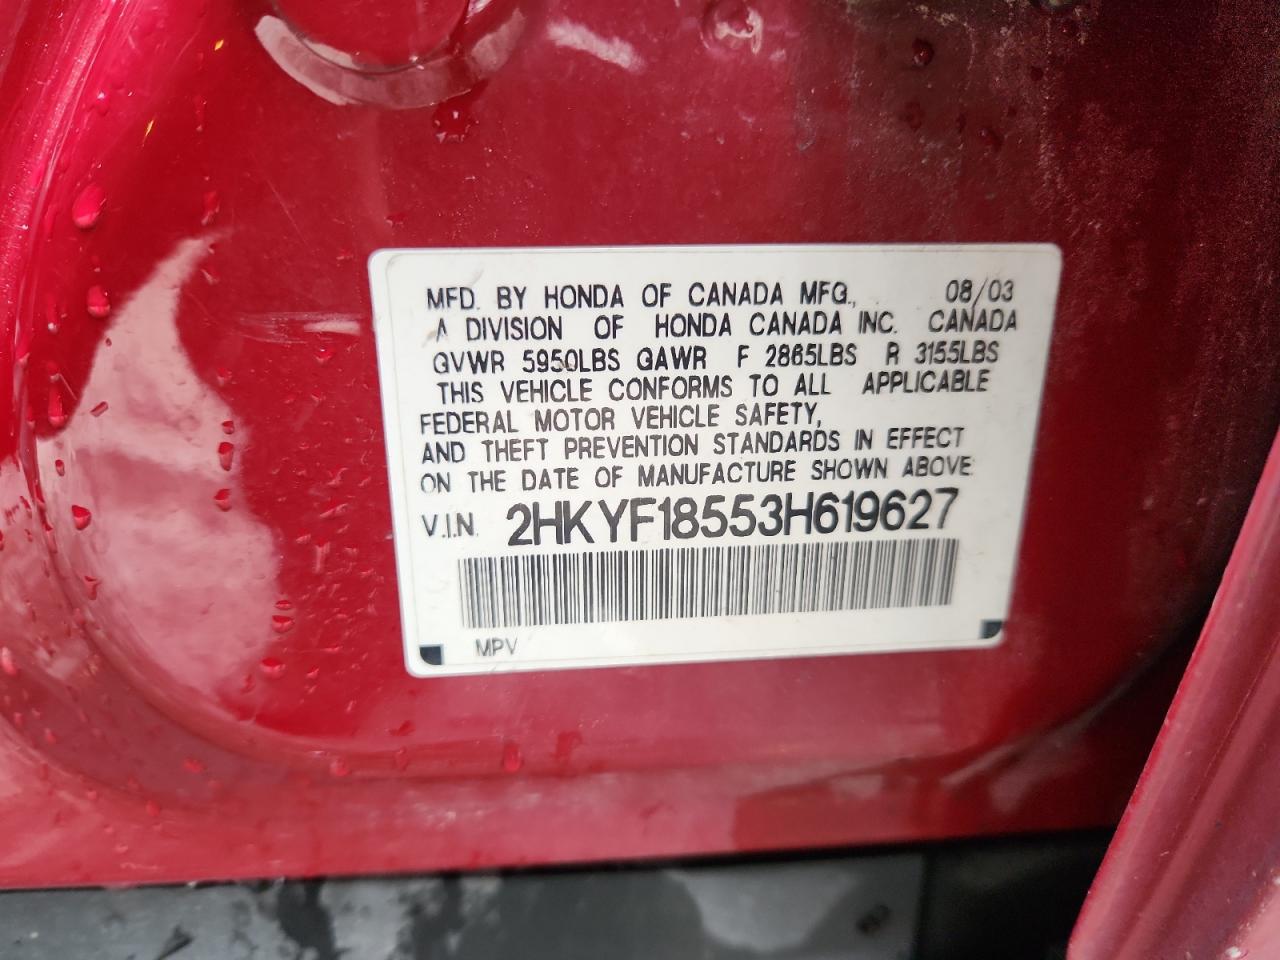 MFD. BY HONDA OF CANADA MFG., 08/03
A DIVISION OF HONDA CANADA INC. CANADA
GVWR 5950LBS GAWR F 2865LBS R 3155LBS
THIS VEHICLE CONFORMS TO ALL APPLICABLE
FEDERAL MOTOR VEHICLE SAFETY,
AND THEFT PREVENTION STANDARDS IN EFFECT
ON THE DATE OF MANUFACTURE SHOWN ABOVE
V.I.N. 2HKYF18553H619627
MPV